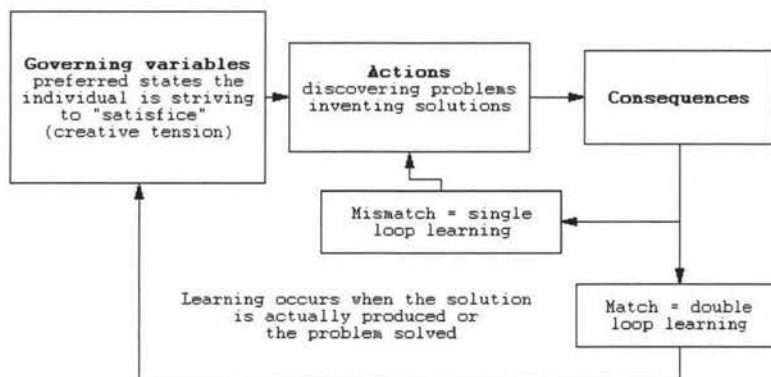 Governing variables
preferred states the
individual is striving
to "satisfice"
(creative tension)
Actions
discovering problems
inventing solutions
Consequences
Mismatch = single
loop learning
Learning occurs when the solution
is actually produced or
the problem solved
Match = double
loop learning